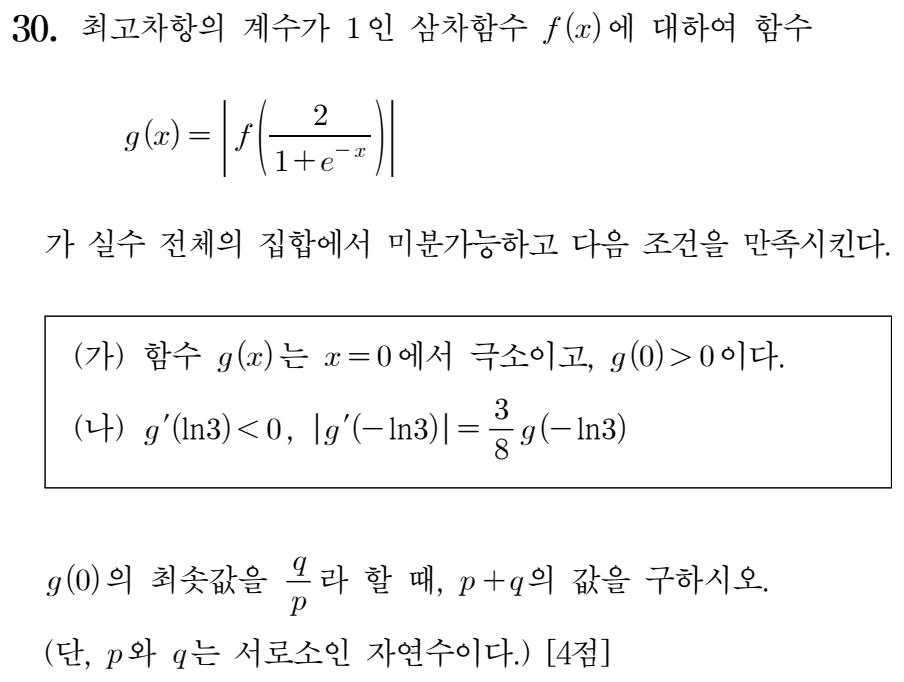 30. 최고차항의 계수가 1인 삼차함수 f(x)에 대하여 함수
g(x) = | f( 2 / (1+e^{-x}) ) |
가 실수 전체의 집합에서 미분가능하고 다음 조건을 만족시킨다.
(가) 함수 g(x)는 x=0에서 극소이고, g(0)>0이다.
(나) g′(ln3)<0, |g′(-ln3)| = 3/8 g(-ln3)
g(0)의 최솟값을 q/p라 할 때, p+q의 값을 구하시오.
(단, p와 q는 서로소인 자연수이다.) [4점]